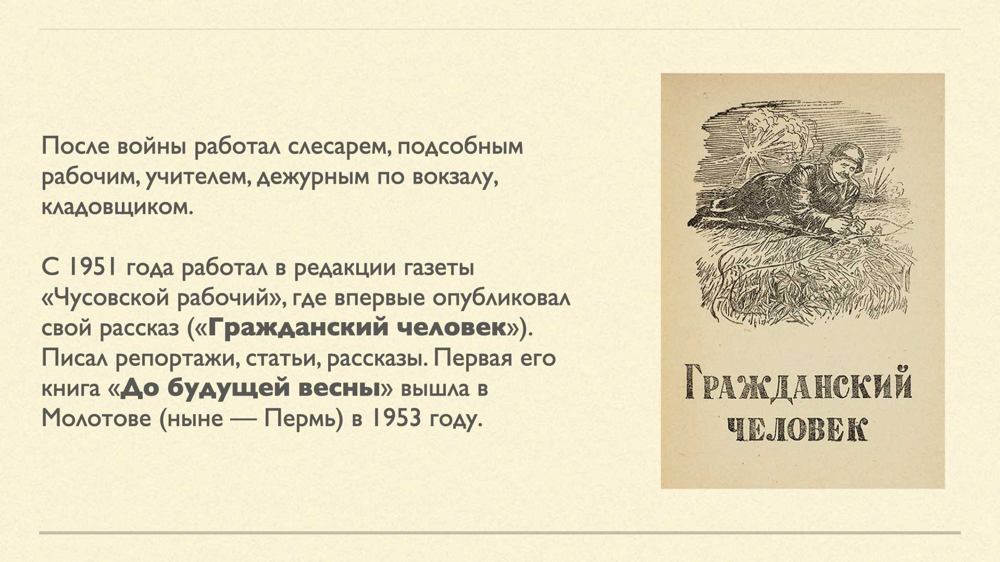 После войны работал слесарем, подсобным
рабочим, учителем, дежурным по вокзалу,
кладовщиком.
С 1951 года работал в редакции газеты
«Чусовской рабочий», где впервые опубликовал
свой рассказ («Гражданский человек»).
Писал репортажи, статьи, рассказы. Первая его
книга «До будущей весны» вышла в
Молотове (ныне — Пермь) в 1953 году.
Гражданский
человек